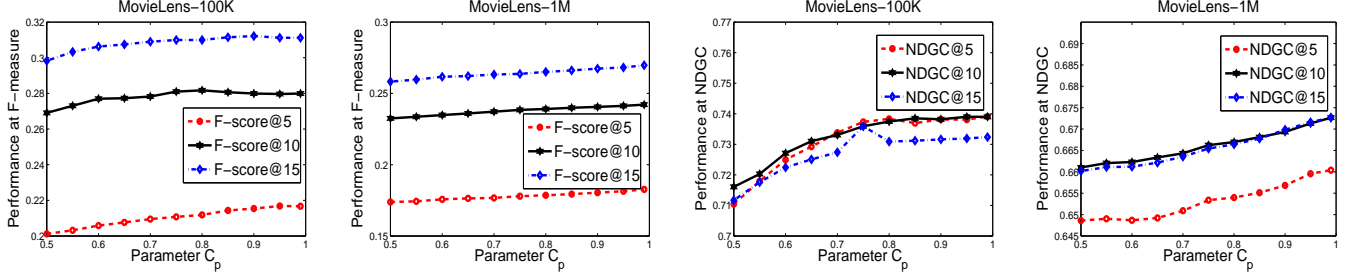 MovieLens-100K
Performance at F-measure
0.32
0.3
0.28
0.26
0.24
0.22
0.2
F-score@5
F-score@10
F-score@15
0.5 0.6 0.7 0.8 0.9 1
Parameter C_p
MovieLens-1M
Performance at F-measure
0.3
0.25
0.2
0.15
F-score@5
F-score@10
F-score@15
0.5 0.6 0.7 0.8 0.9 1
Parameter C_p
MovieLens-100K
Performance at NDGC
0.77
0.76
0.75
0.74
0.73
0.72
0.71
0.7
NDGC@5
NDGC@10
NDGC@15
0.5 0.6 0.7 0.8 0.9 1
Parameter C_p
MovieLens-1M
Performance at NDGC
0.69
0.68
0.67
0.665
0.66
0.655
0.65
0.645
NDGC@5
NDGC@10
NDGC@15
0.5 0.6 0.7 0.8 0.9 1
Parameter C_p